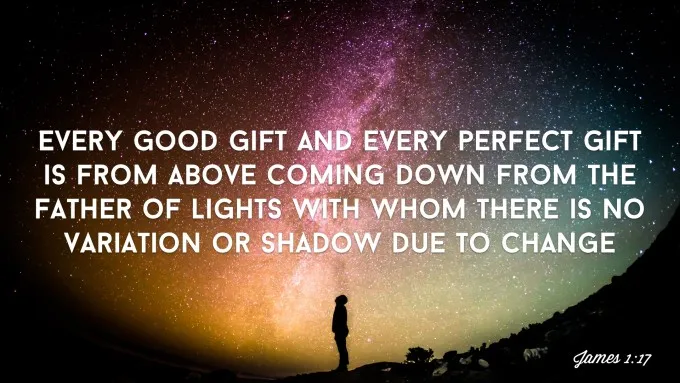 EVERY GOOD GIFT AND EVERY PERFECT GIFT
IS FROM ABOVE COMING DOWN FROM THE
FATHER OF LIGHTS WITH WHOM THERE IS NO
VARIATION OR SHADOW DUE TO CHANGE
James 1:17